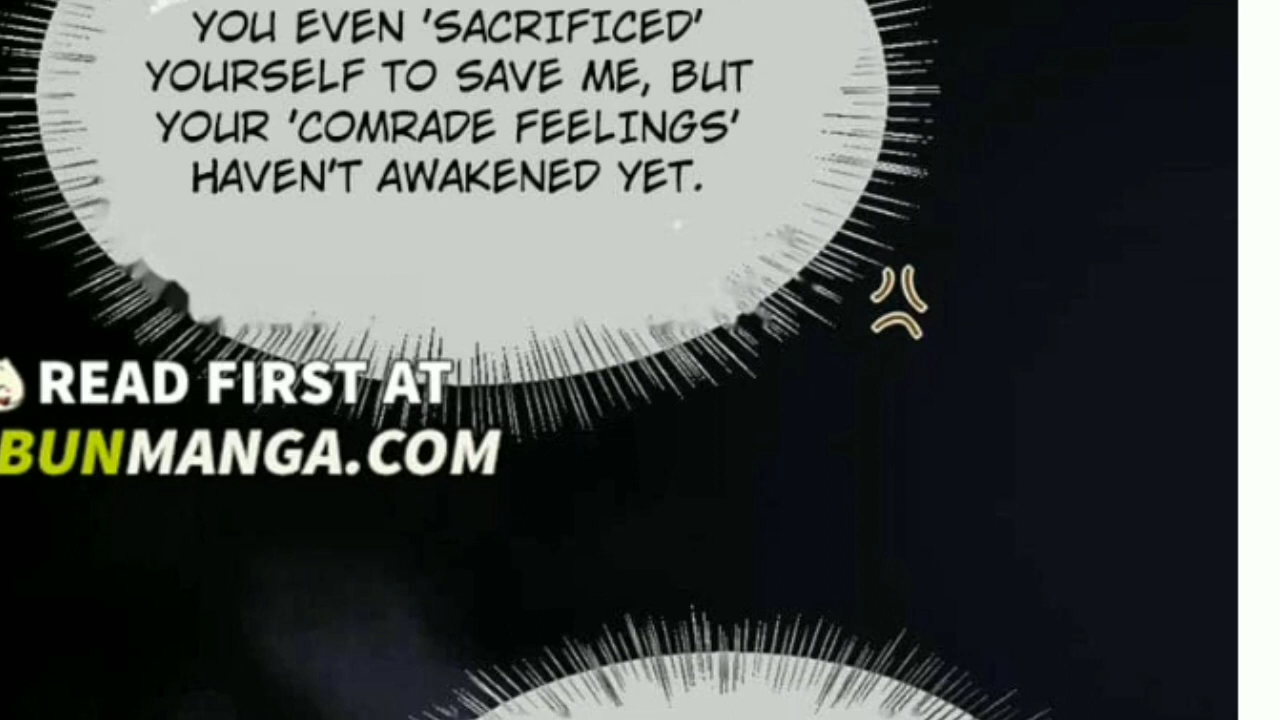 YOU EVEN 'SACRIFICED'
YOURSELF TO SAVE ME, BUT
YOUR 'COMRADE FEELINGS'
HAVEN'T AWAKENED YET.
READ FIRST AT
BUNMANGA.COM